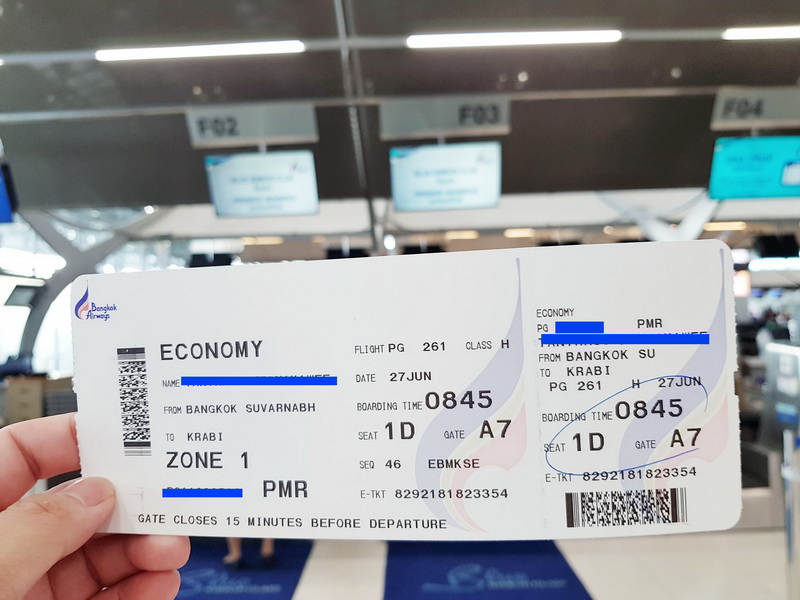 F02
F03
F04
Bangkok
Airways
ECONOMY
NAME
FROM BANGKOK SUVARNABH
TO KRABI
ZONE 1
PMR
GATE CLOSES 15 MINUTES BEFORE DEPARTURE
FLIGHT PG 261 CLASS H
DATE 27JUN
BOARDING TIME 0845
SEAT 1D GATE A7
SEQ 46 EBMKSE
E-TKT 8292181823354
ECONOMY
PG PMR
FROM BANGKOK SU
TO KRABI
PG 261 H 27JUN
BOARDING TIME 0845
SEAT 1D GATE A7
E-TKT 8292181823354